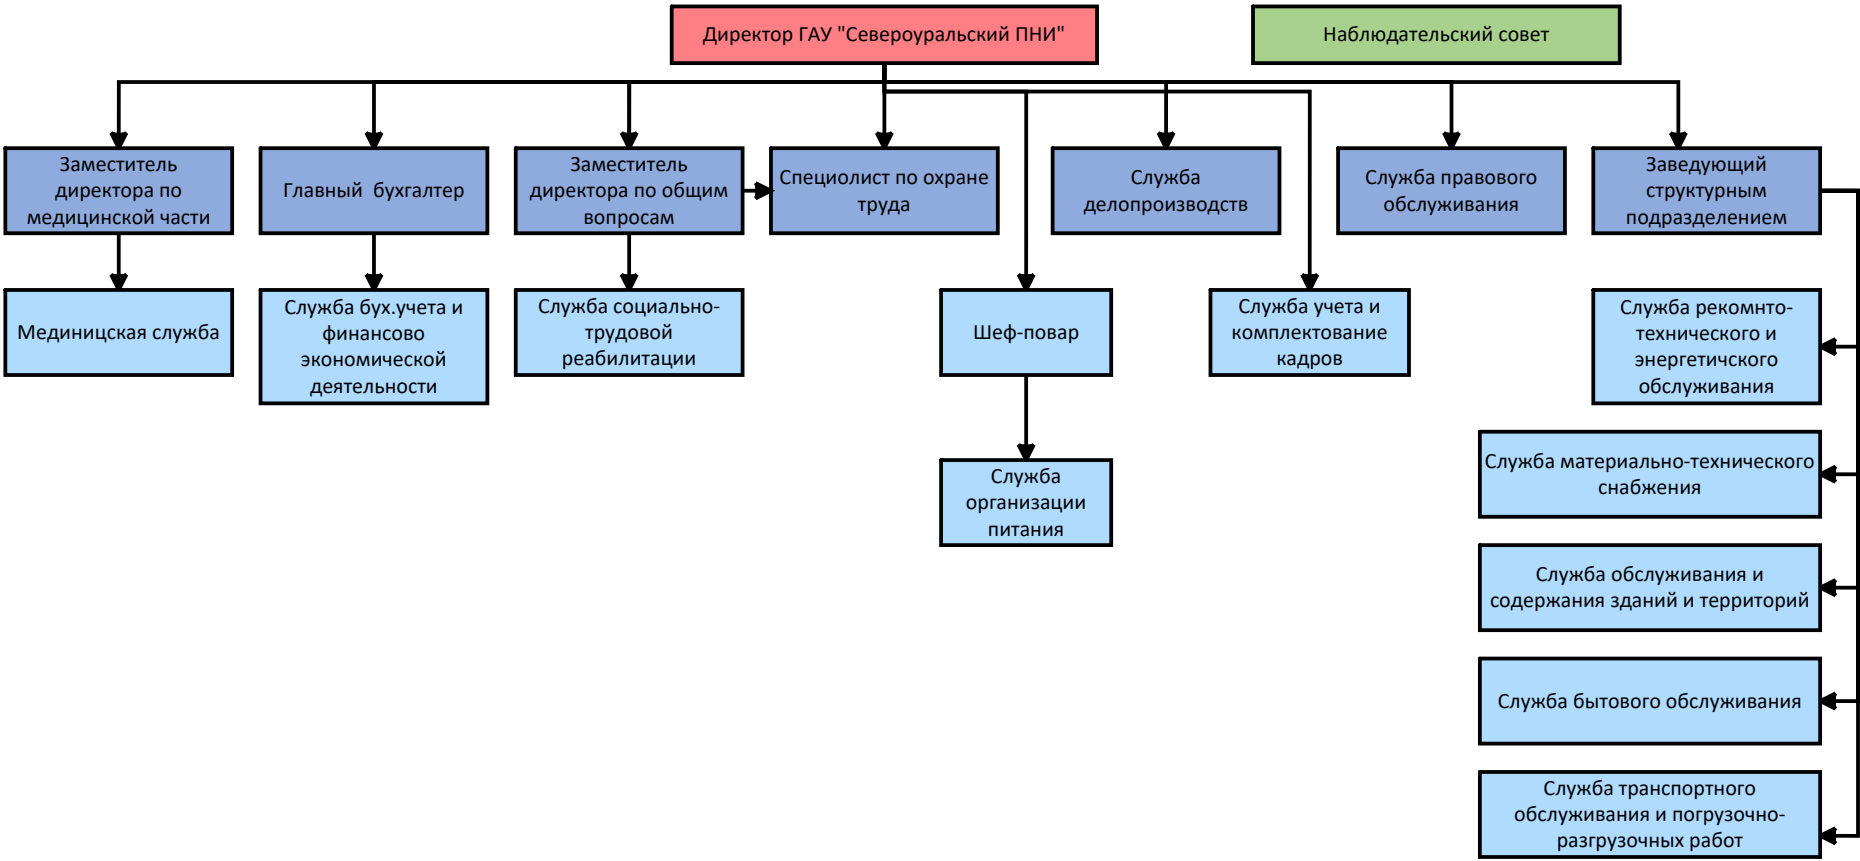 Директор ГАУ "Североуральский ПНИ"
Наблюдательский совет
Заместитель
директора по
медицинской части
Главный  бухгалтер
Заместитель
директора по общим
вопросам
Специолист по охране
труда
Служба
делопроизводств
Служба правового
обслуживания
Заведующий
структурным
подразделением
Мединицская служба
Служба бух.учета и
финансово
экономической
деятельности
Служба социально-
трудовой
реабилитации
Шеф-повар
Служба учета и
комплектование
кадров
Служба рекомнто-
технического и
энергетичского
обслуживания
Служба организации
питания
Служба материально-технического
снабжения
Служба обслуживания и
содержания зданий и территорий
Служба бытового обслуживания
Служба транспортного
обслуживания и погрузочно-
разгрузочных работ